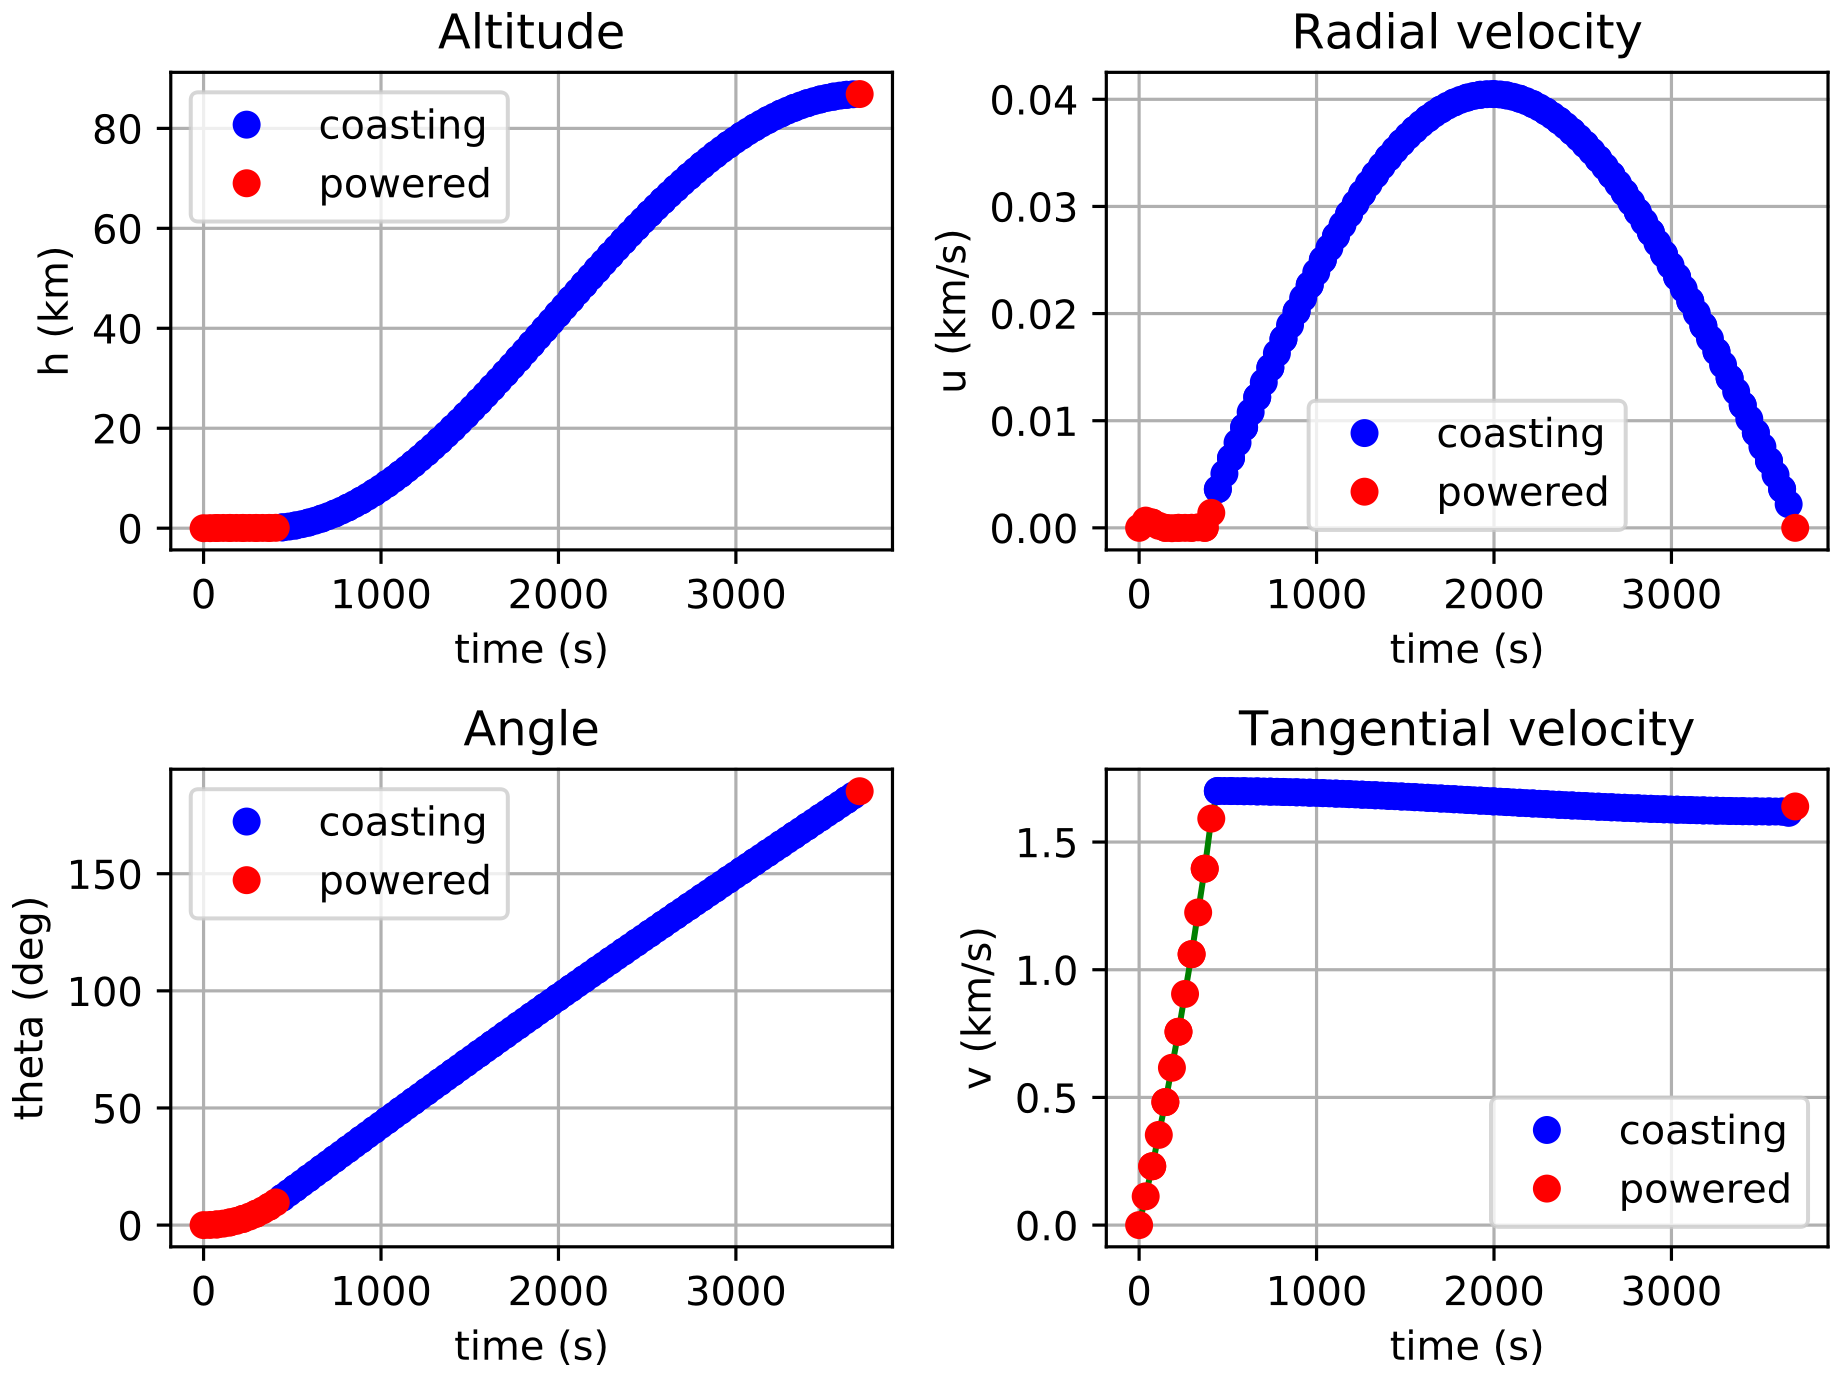 Altitude
h (km)
80
60
40
20
0
coasting
powered
0 1000 2000 3000
time (s)
Radial velocity
u (km/s)
0.04
0.03
0.02
0.01
0.00
coasting
powered
0 1000 2000 3000
time (s)
Angle
theta (deg)
150
100
50
0
coasting
powered
0 1000 2000 3000
time (s)
Tangential velocity
v (km/s)
1.5
1.0
0.5
0.0
coasting
powered
0 1000 2000 3000
time (s)